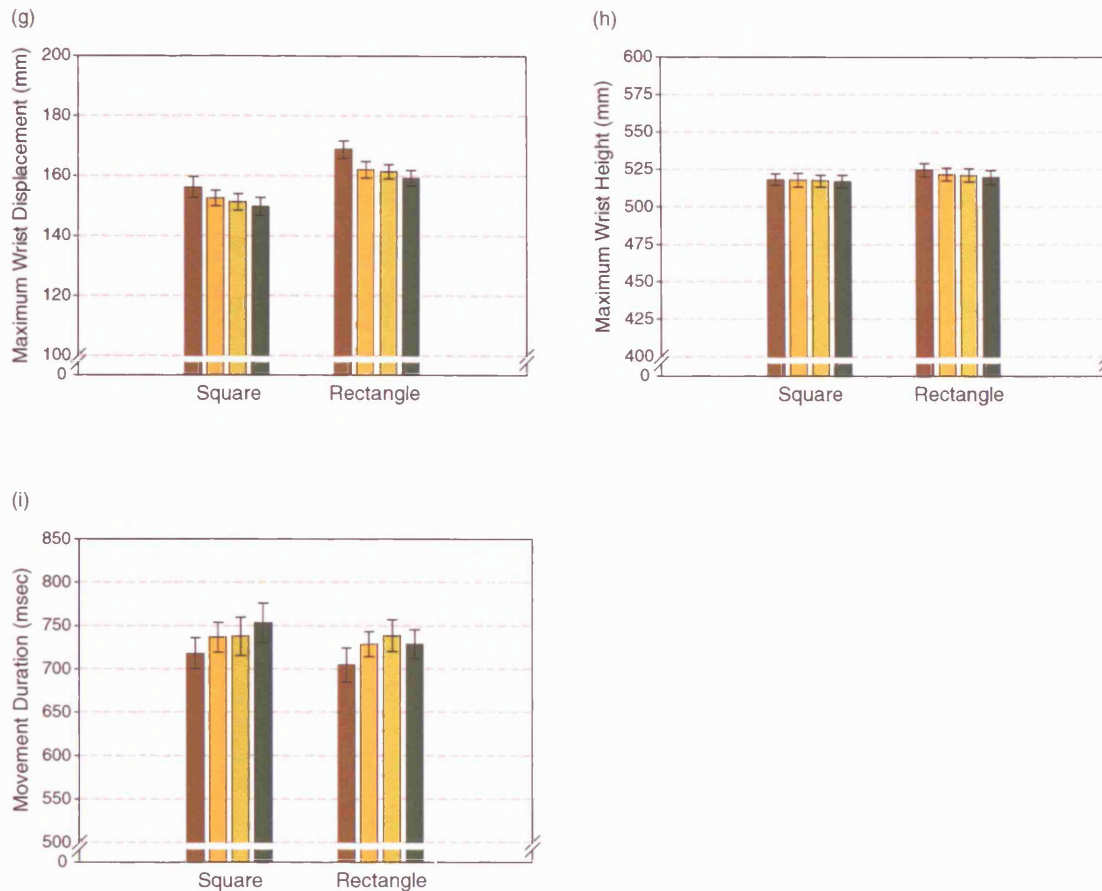 (g)
Maximum Wrist Displacement (mm)
200
180
160
140
120
100
0
Square Rectangle
(h)
Maximum Wrist Height (mm)
600
575
550
525
500
475
450
425
400
0
Square Rectangle
(i)
Movement Duration (msec)
850
800
750
700
650
600
550
500
0
Square Rectangle